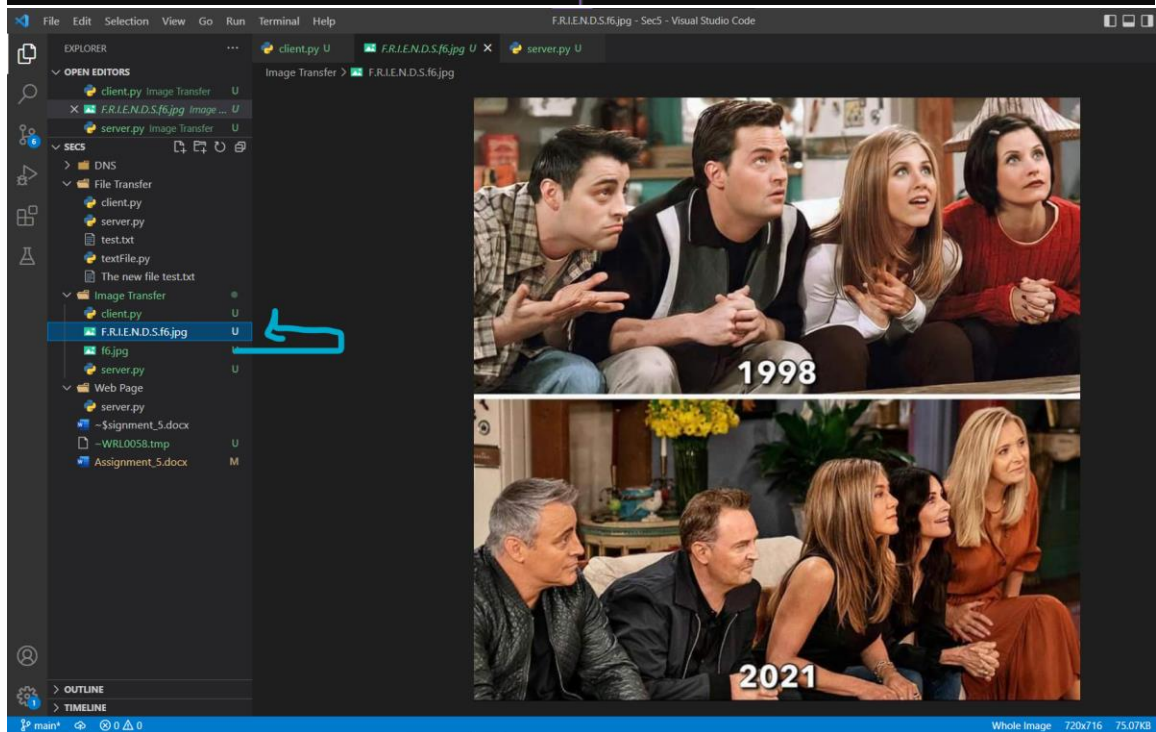 File Edit Selection View Go Run Terminal Help F.R.I.E.N.D.S.f6.jpg - Sec5 - Visual Studio Code
EXPLORER ... client.py U F.R.I.E.N.D.S.f6.jpg U server.py U
OPEN EDITORS
Image Transfer > F.R.I.E.N.D.S.f6.jpg
client.py Image Transfer U
F.R.I.E.N.D.S.f6.jpg Image ... U
server.py Image Transfer U
6
SEC5
DNS
File Transfer
client.py
server.py
test.txt
textFile.py
The new file test.txt
Image Transfer
client.py U
F.R.I.E.N.D.S.f6.jpg U
f6.jpg U
server.py U
Web Page
server.py
~$signment_5.docx
~WRL0058.tmp U
Assignment_5.docx M
1998
2021
OUTLINE
1
TIMELINE
main* 0 0 Whole Image 720x716 75.07KB